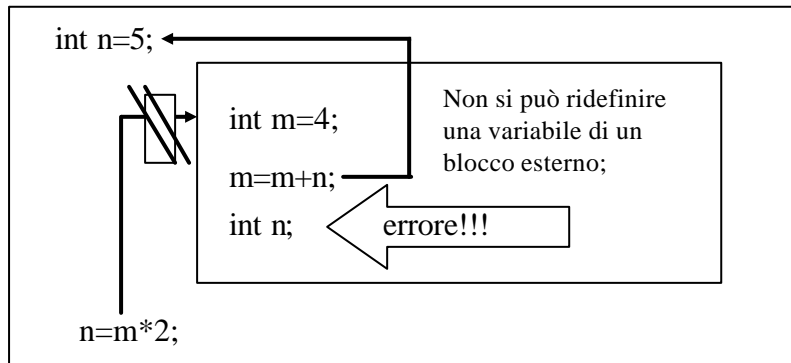 int n=5;
int m=4;
m=m+n;
int n;
errore!!!
Non si può ridefinire
una variabile di un
blocco esterno;
n=m*2;